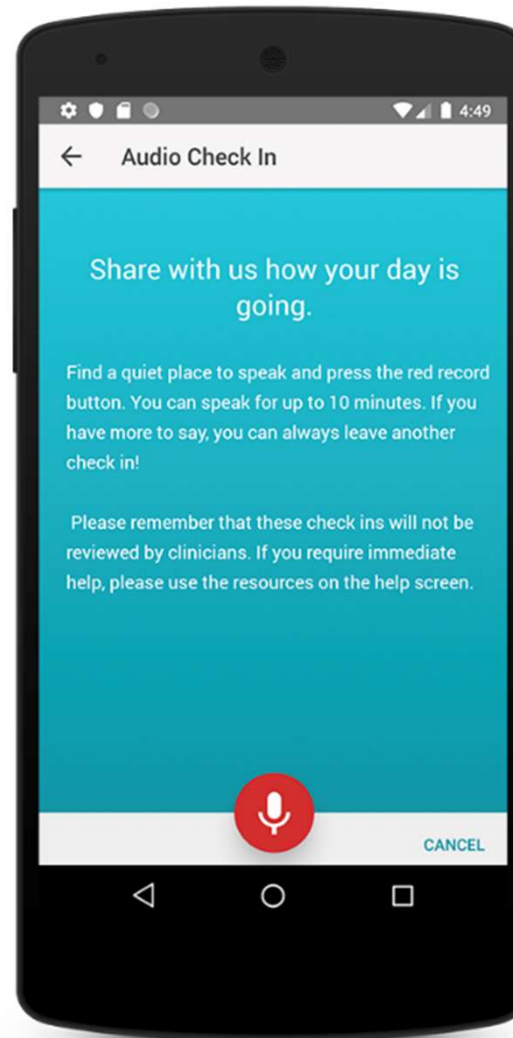 4:49
Audio Check In
Share with us how your day is
going.
Find a quiet place to speak and press the red record
button. You can speak for up to 10 minutes. If you
have more to say, you can always leave another
check in!
Please remember that these check ins will not be
reviewed by clinicians. If you require immediate
help, please use the resources on the help screen.
CANCEL